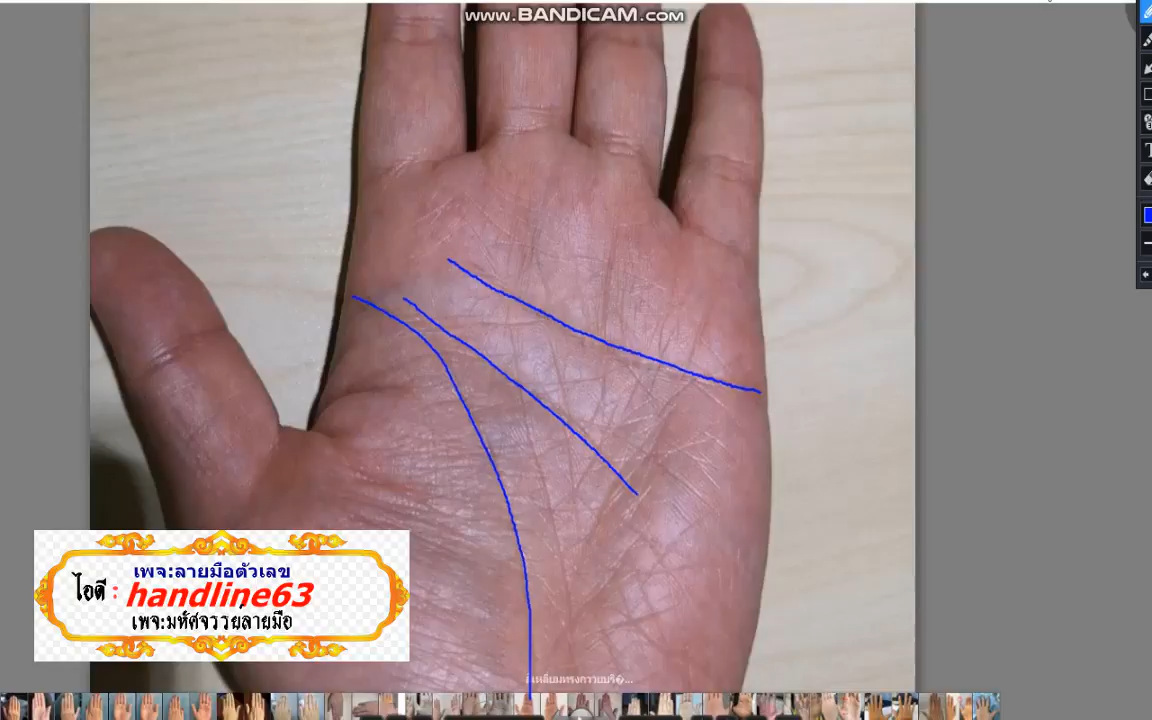 www.BANDICAM.com
เพจ:ลายมือตัวเลข
ไอดี : handline63
เพจ:มหัศจรรย์ลายมือ